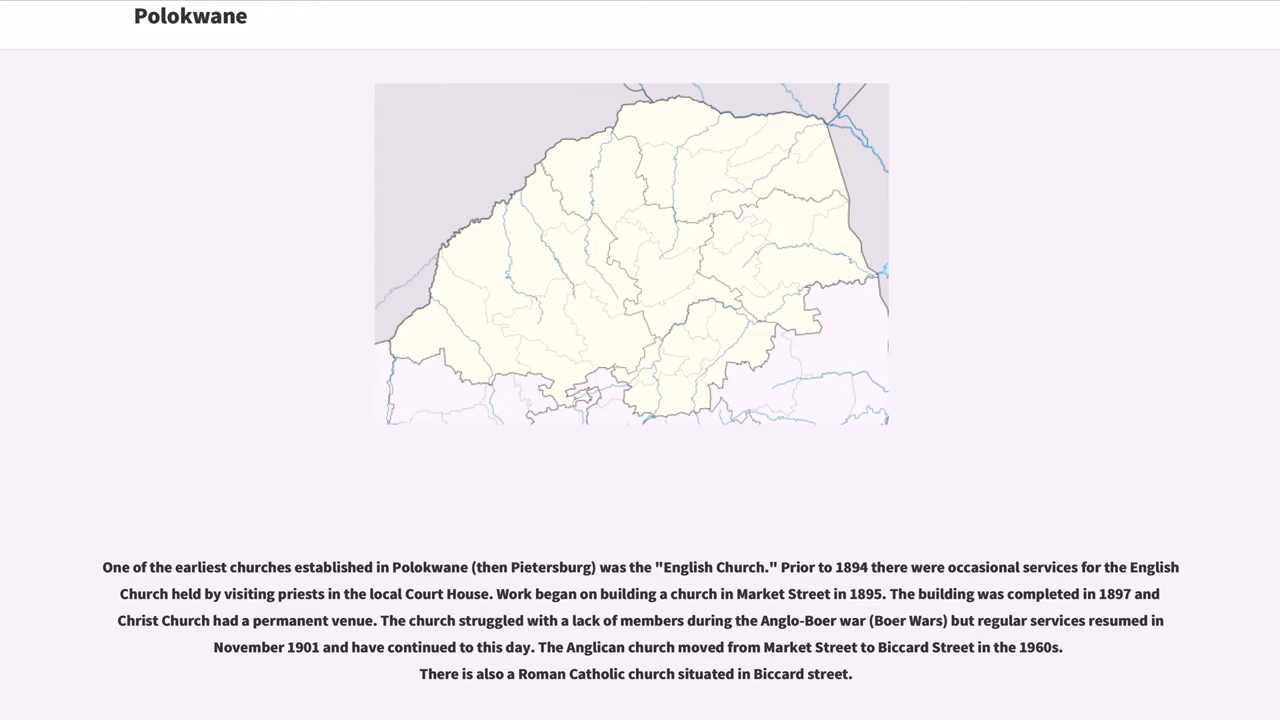 Polokwane
One of the earliest churches established in Polokwane (then Pietersburg) was the "English Church." Prior to 1894 there were occasional services for the English
Church held by visiting priests in the local Court House. Work began on building a church in Market Street in 1895. The building was completed in 1897 and
Christ Church had a permanent venue. The church struggled with a lack of members during the Anglo-Boer war (Boer Wars) but regular services resumed in
November 1901 and have continued to this day. The Anglican church moved from Market Street to Biccard Street in the 1960s.
There is also a Roman Catholic church situated in Biccard street.